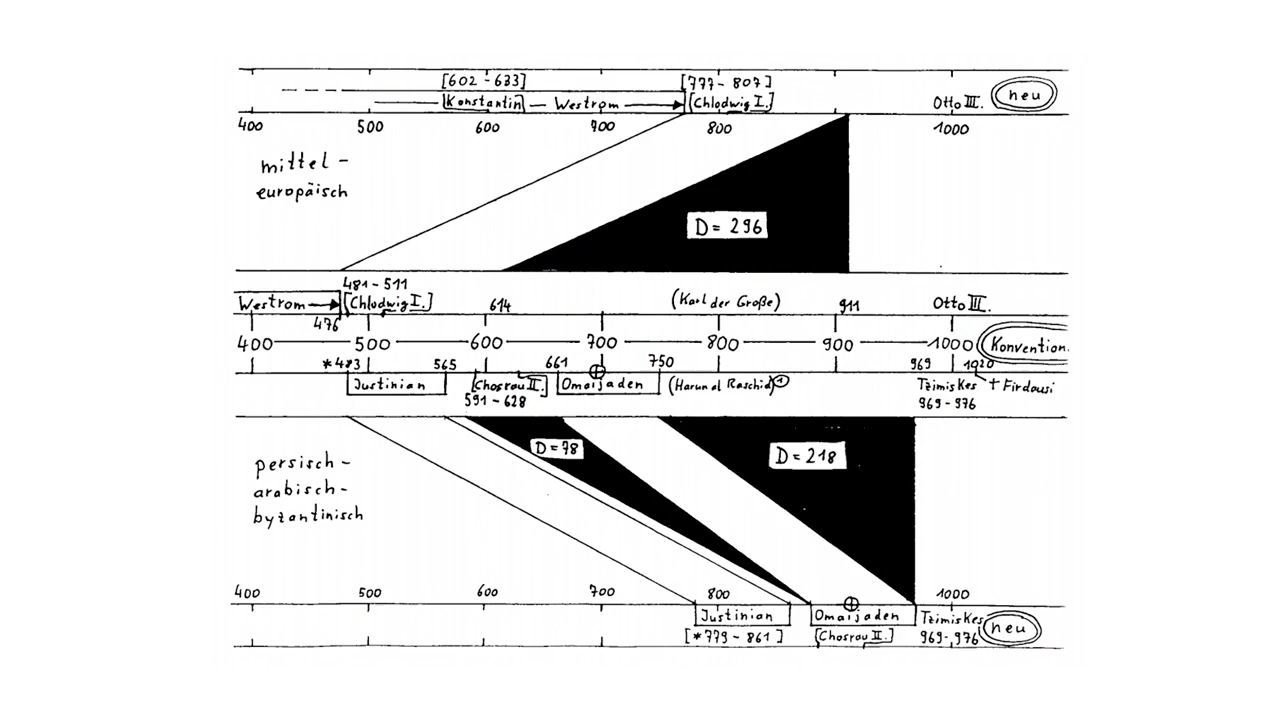 [602 - 633] [777 - 807]
Konstantin — Westrom [Chlodwig I.] Otto III. neu
400 500 600 700 800 1000
mittel-
europäisch
D = 296
481 - 511
Westrom [Chlodwig I.] 614 (Karl der Große) 911 Otto III.
476
400 500 600 700 800 900 1000 Konvention.
*483 565 661 750 969 1020
Justinian [Chosrau II.] Omaijaden (Harun al Raschid) Tzimiskes + Firdausi
591 - 628 969 - 976
D = 78 D = 218
persisch-
arabisch-
byzantinisch
400 500 600 700 800 1000
Justinian Omaijaden Tzimiskes neu
[*779 - 861] [Chosrau II.] 969-, 976